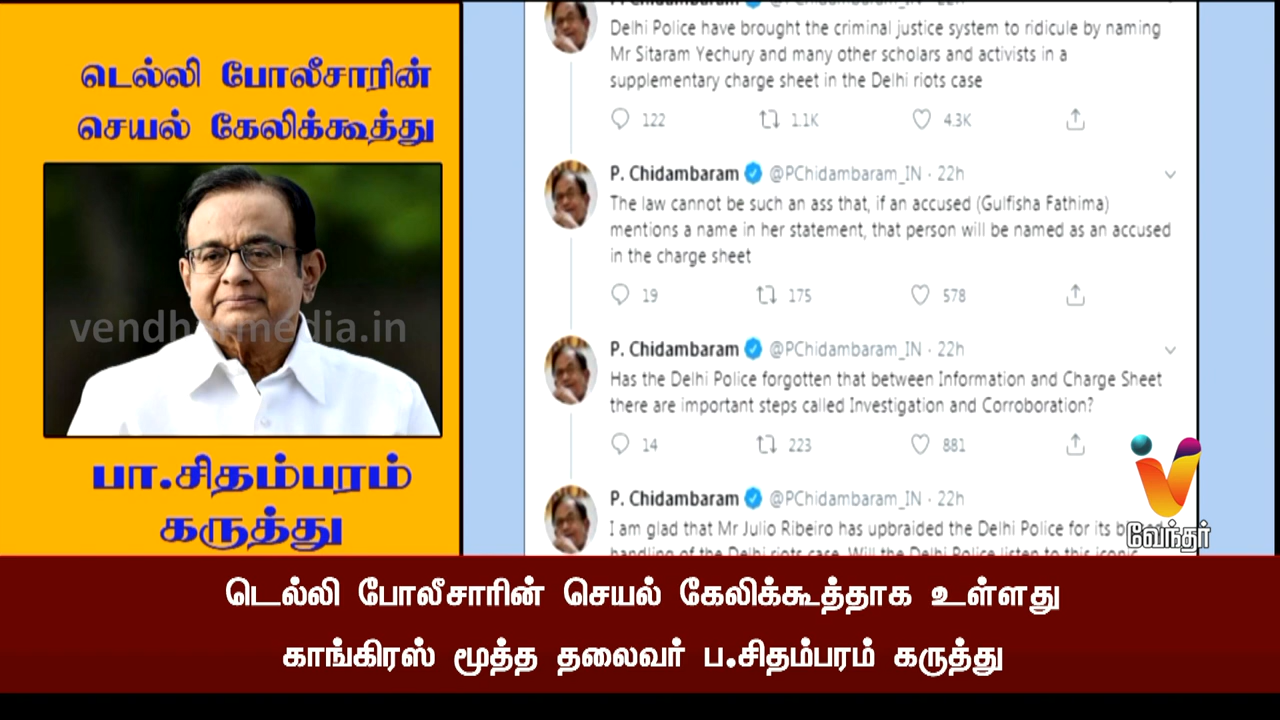 டெல்லி போலீசாரின்
செயல் கேலிக்கூத்து
vendharmedia.in
பா.சிதம்பரம்
கருத்து
P. Chidambaram @PChidambaram_IN · 22h
Delhi Police have brought the criminal justice system to ridicule by naming
Mr Sitaram Yechury and many other scholars and activists in a
supplementary charge sheet in the Delhi riots case
122 1.1K 4.3K
P. Chidambaram @PChidambaram_IN · 22h
The law cannot be such an ass that, if an accused (Gulfisha Fathima)
mentions a name in her statement, that person will be named as an accused
in the charge sheet
19 175 578
P. Chidambaram @PChidambaram_IN · 22h
Has the Delhi Police forgotten that between Information and Charge Sheet
there are important steps called Investigation and Corroboration?
14 223 881
P. Chidambaram @PChidambaram_IN · 22h
I am glad that Mr Julio Ribeiro has upbraided the Delhi Police for its
handling of the Delhi riots case. Will the Delhi Police listen to this iconic
வேந்தர்
டெல்லி போலீசாரின் செயல் கேலிக்கூத்தாக உள்ளது
காங்கிரஸ் மூத்த தலைவர் ப.சிதம்பரம் கருத்து